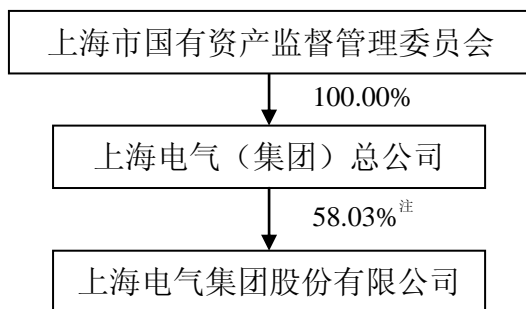 上海市国有资产监督管理委员会
100.00%
上海电气（集团）总公司
58.03%注
上海电气集团股份有限公司